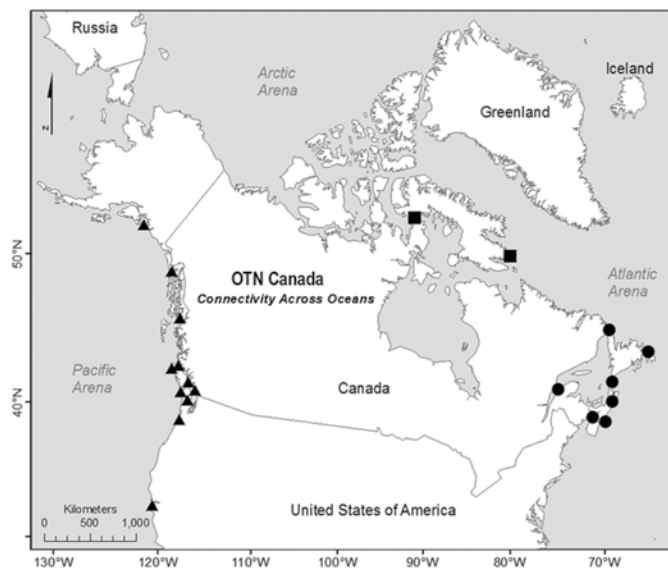 Russia
Iceland
Arctic
Arena
Greenland
N
50°N
OTN Canada
Connectivity Across Oceans
Atlantic
Arena
Pacific
Arena
Canada
40°N
Kilometers
0 500 1,000
United States of America
130°W 120°W 110°W 100°W 90°W 80°W 70°W